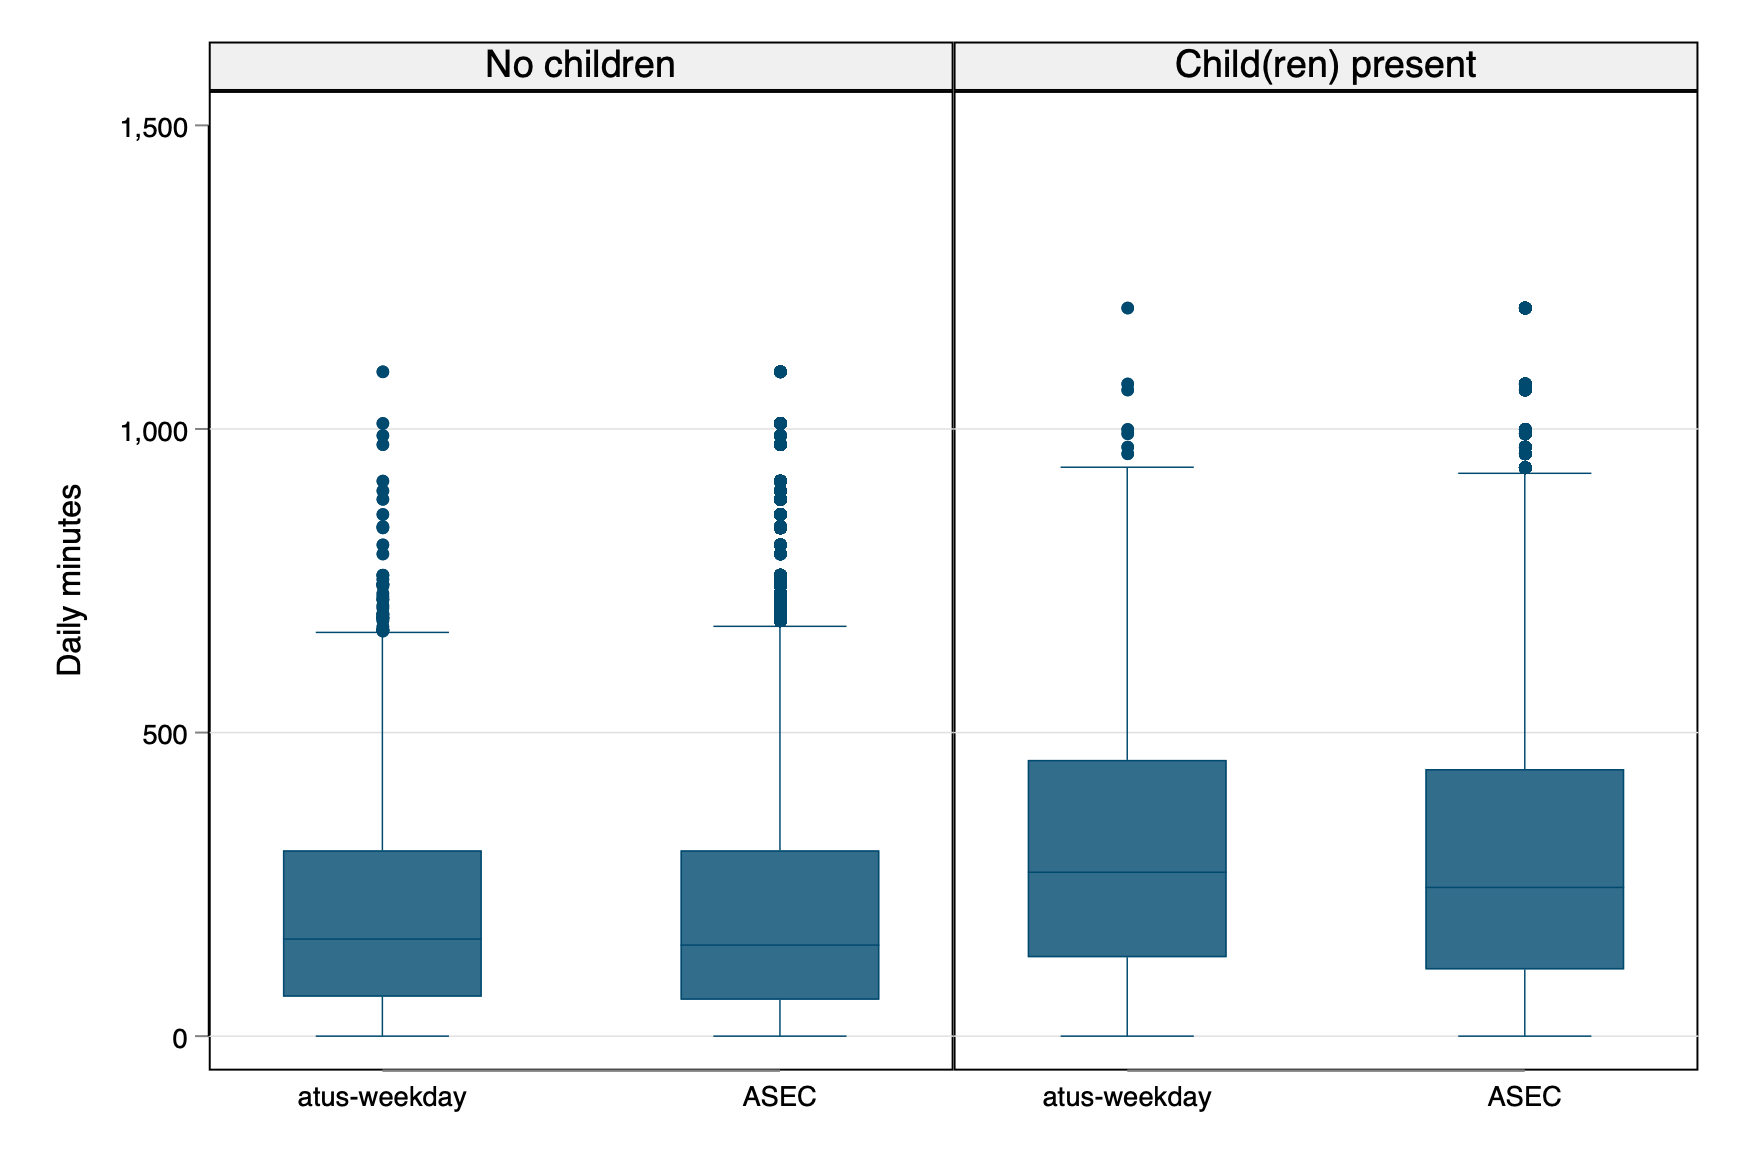 No children
Child(ren) present
Daily minutes
1,500
1,000
500
0
atus-weekday
ASEC
atus-weekday
ASEC